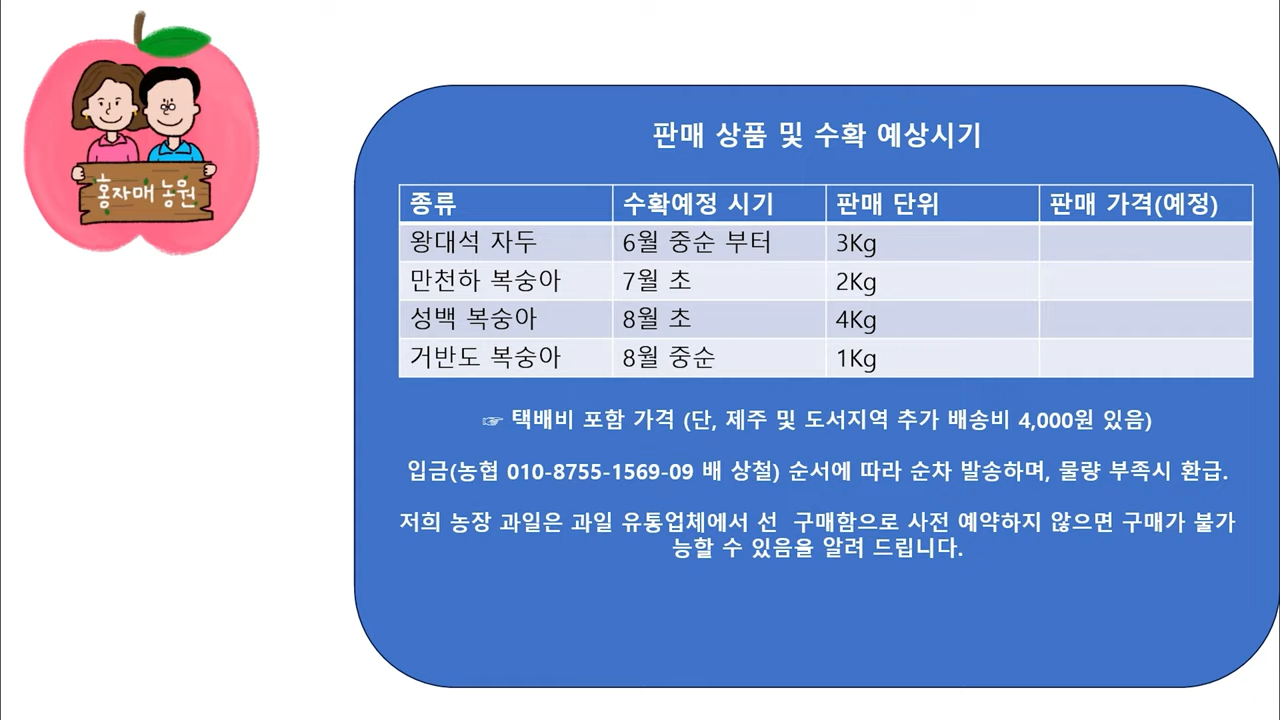 홍자매 농원
판매 상품 및 수확 예상시기
종류 수확예정 시기 판매 단위 판매 가격(예정)
왕대석 자두 6월 중순 부터 3Kg
만천하 복숭아 7월 초 2Kg
성백 복숭아 8월 초 4Kg
거반도 복숭아 8월 중순 1Kg
☞ 택배비 포함 가격 (단, 제주 및 도서지역 추가 배송비 4,000원 있음)
입금(농협 010-8755-1569-09 배 상철) 순서에 따라 순차 발송하며, 물량 부족시 환급.
저희 농장 과일은 과일 유통업체에서 선 구매함으로 사전 예약하지 않으면 구매가 불가
능할 수 있음을 알려 드립니다.